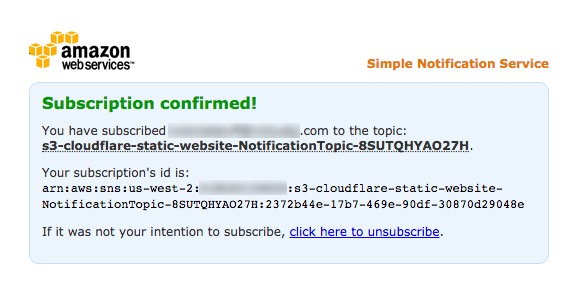 amazon
webservices™
Simple Notification Service
Subscription confirmed!
You have subscribed .com to the topic:
s3-cloudflare-static-website-NotificationTopic-8SUTQHYAO27H.
Your subscription's id is:
arn:aws:sns:us-west-2: :s3-cloudflare-static-website-
NotificationTopic-8SUTQHYAO27H:2372b44e-17b7-469e-90df-30870d29048e
If it was not your intention to subscribe, click here to unsubscribe.